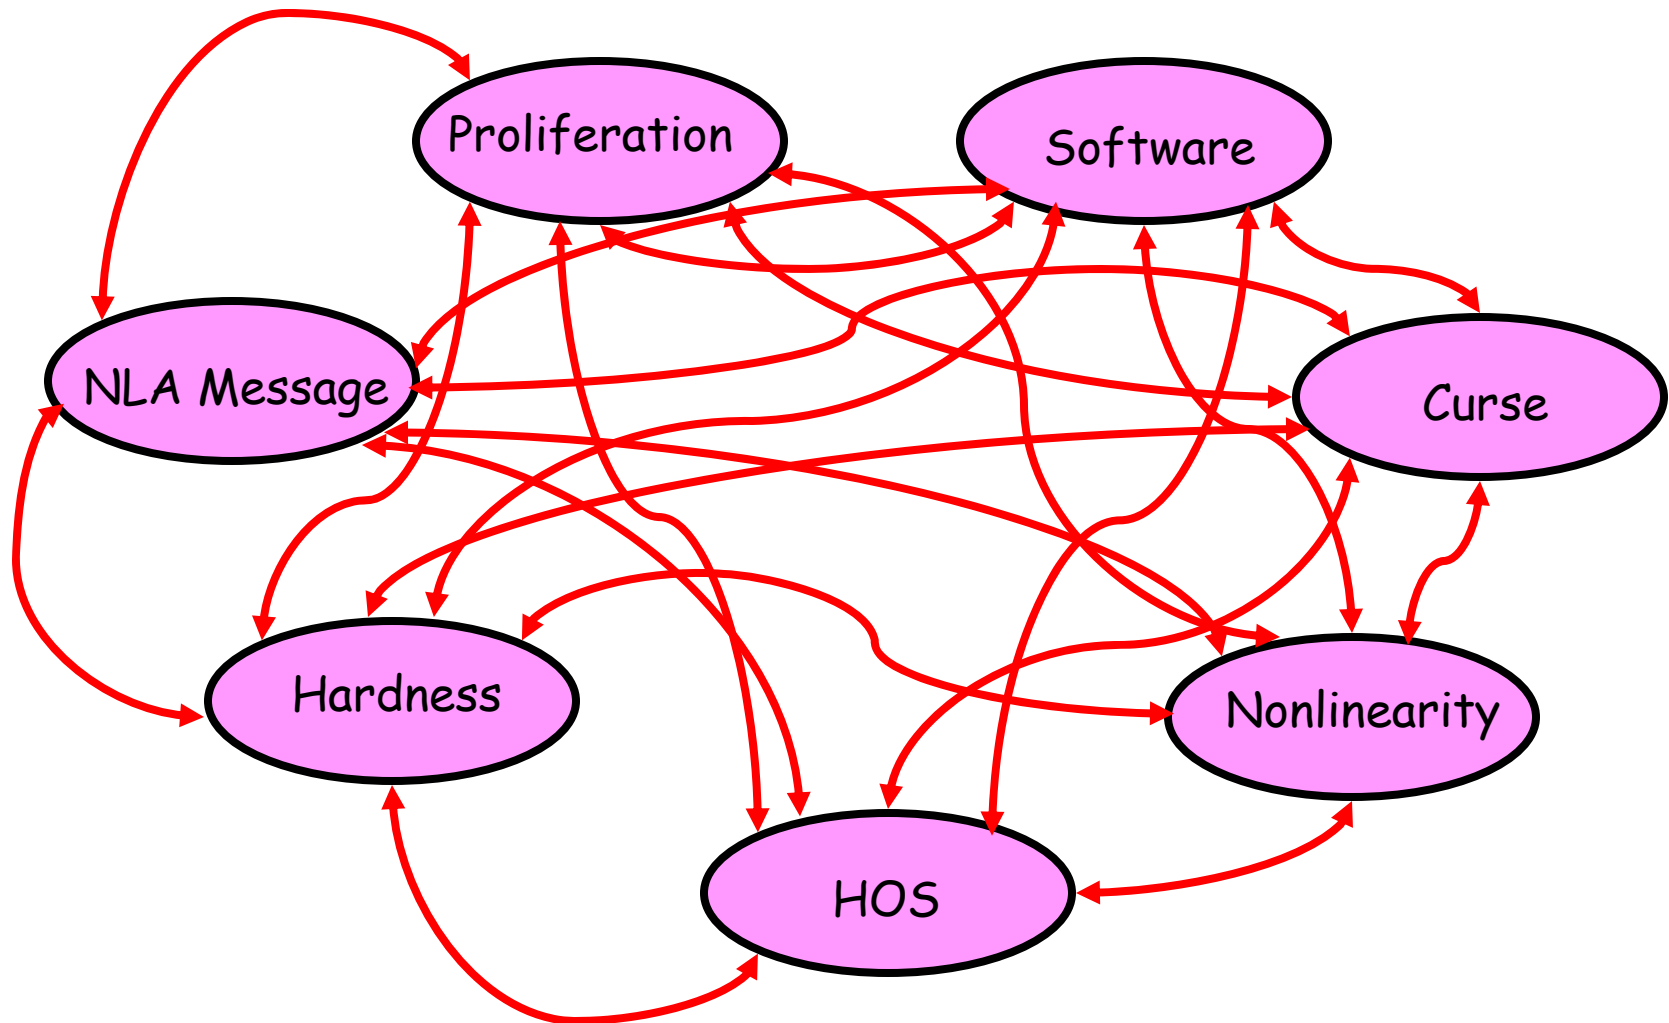 Proliferation
Software
NLA Message
Curse
Hardness
Nonlinearity
HOS